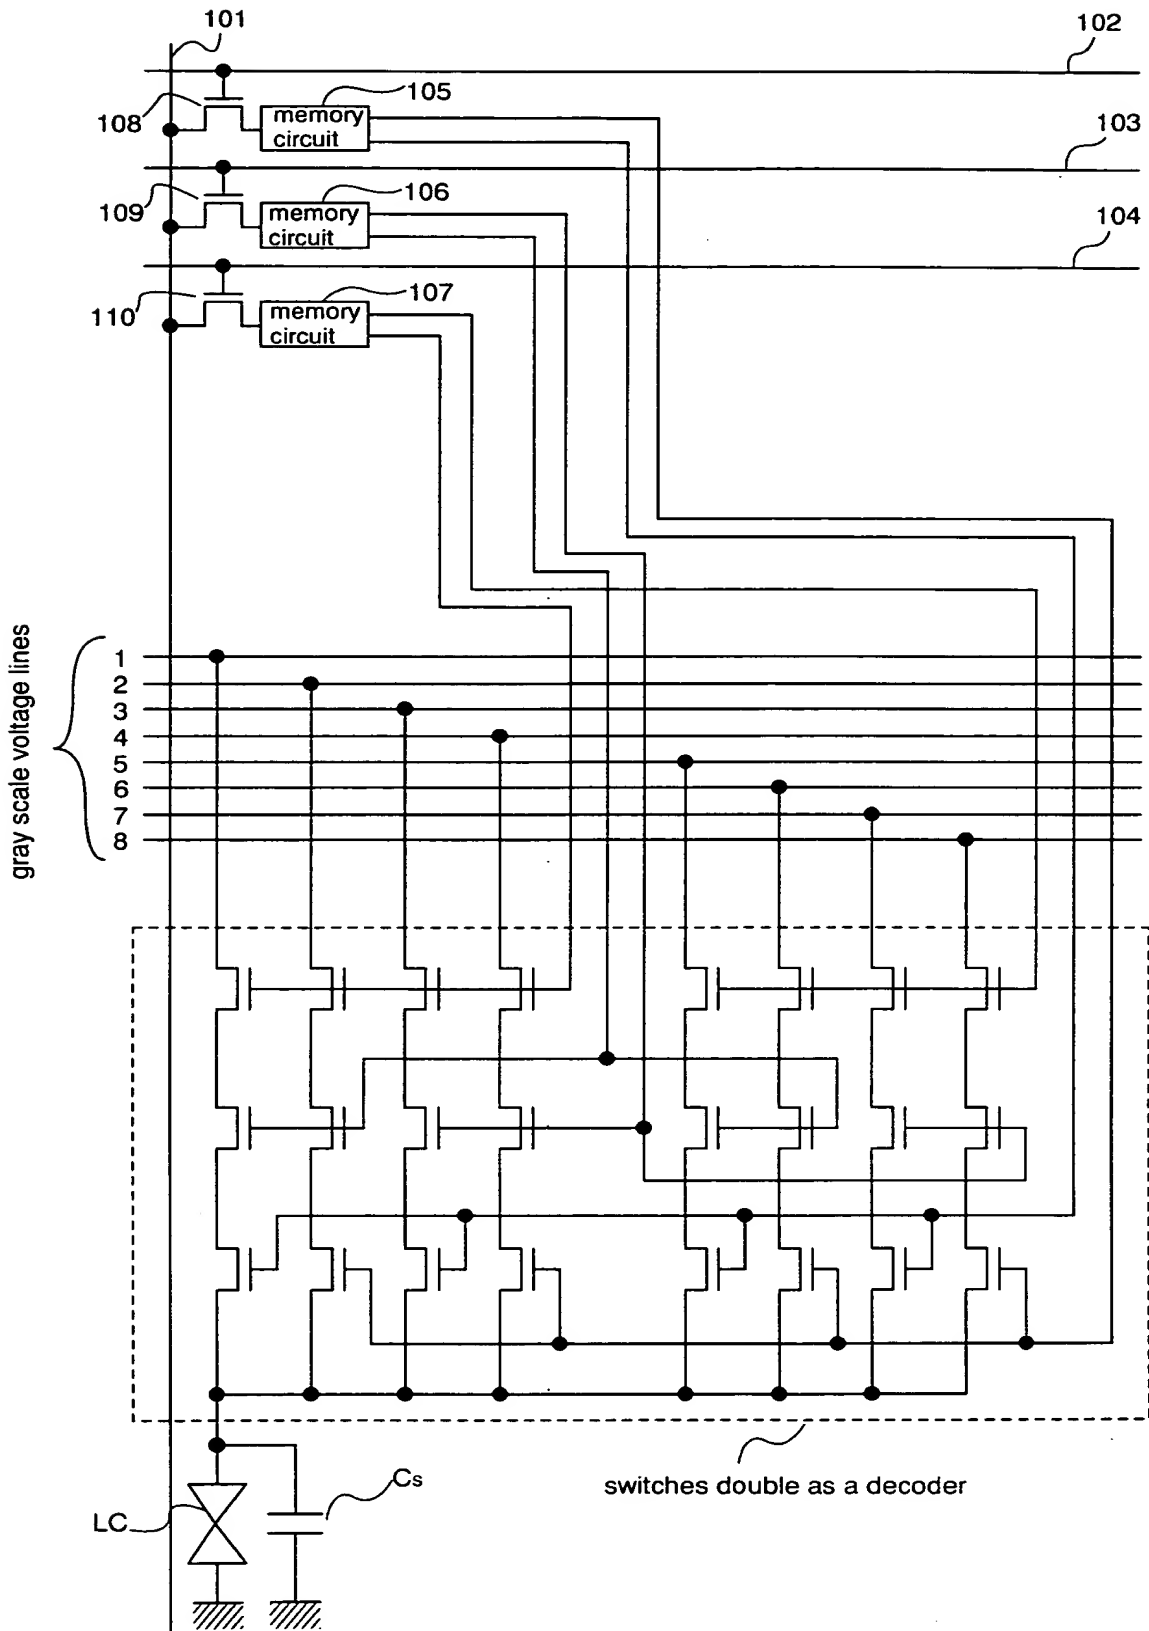 101
102
105
memory
circuit
108
103
106
memory
circuit
109
104
107
memory
circuit
110
gray scale voltage lines
1
2
3
4
5
6
7
8
switches double as a decoder
Cs
LC